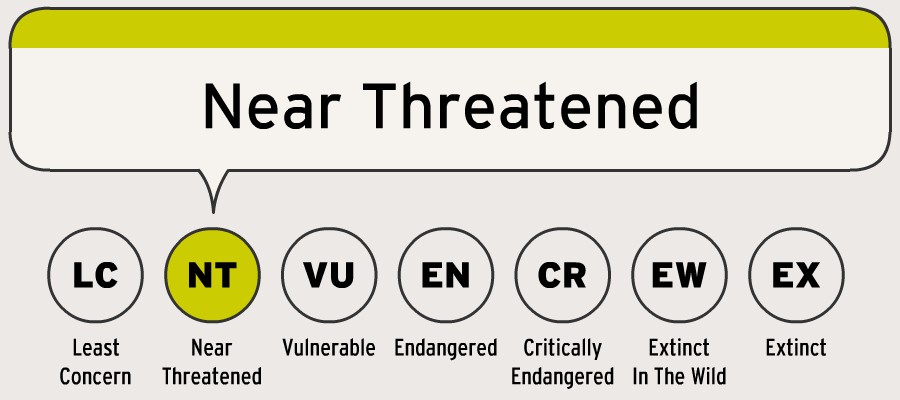 Near Threatened
LC NT VU EN CR EW EX
Least Near Vulnerable Endangered Critically Extinct Extinct
Concern Threatened Endangered In The Wild